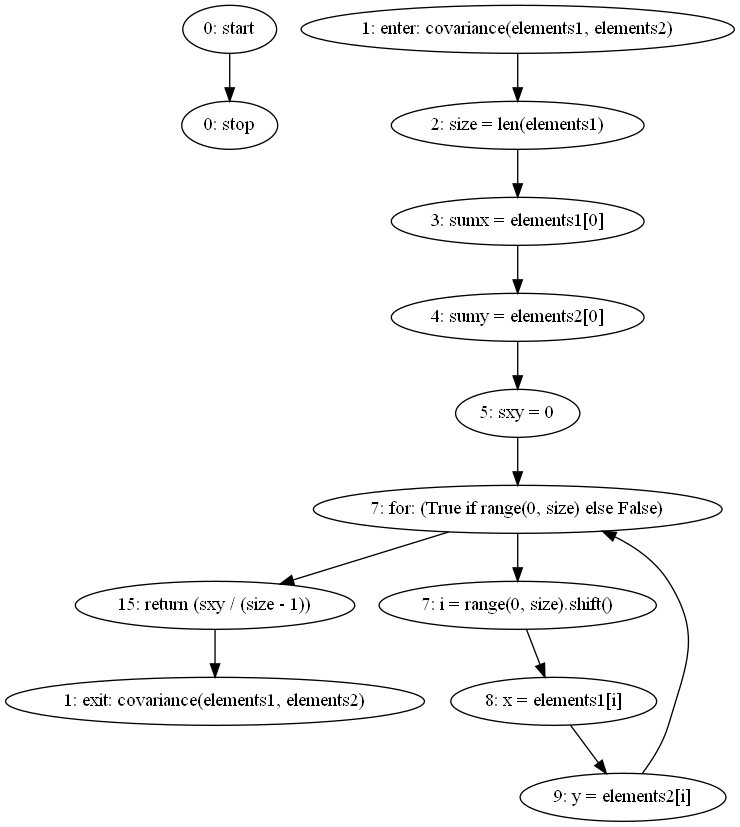 0: start
1: enter: covariance(elements1, elements2)
0: stop
2: size = len(elements1)
3: sumx = elements1[0]
4: sumy = elements2[0]
5: sxy = 0
7: for: (True if range(0, size) else False)
15: return (sxy / (size - 1))
7: i = range(0, size).shift()
1: exit: covariance(elements1, elements2)
8: x = elements1[i]
9: y = elements2[i]